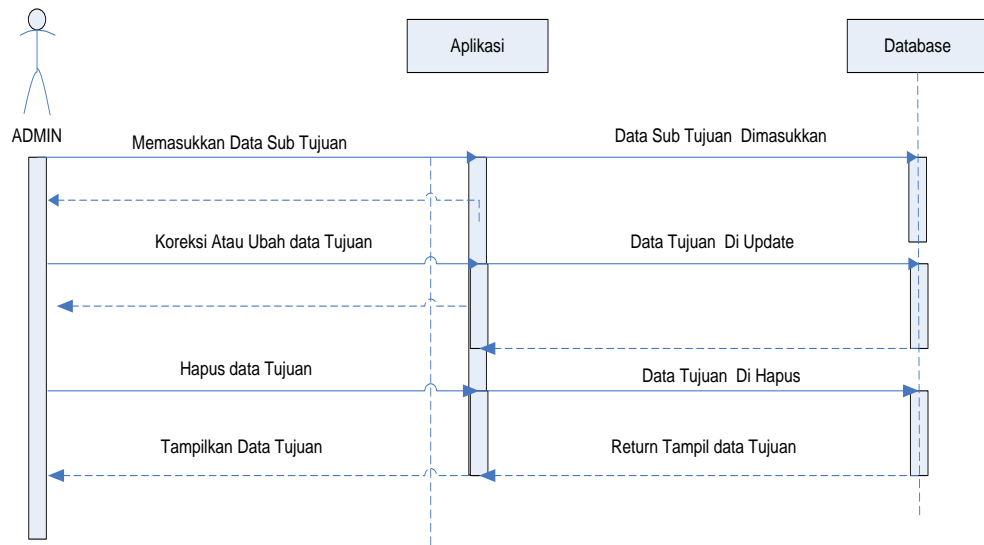 Aplikasi
Database
ADMIN
Memasukkan Data Sub Tujuan
Data Sub Tujuan Dimasukkan
Koreksi Atau Ubah data Tujuan
Data Tujuan Di Update
Hapus data Tujuan
Data Tujuan Di Hapus
Tampilkan Data Tujuan
Return Tampil data Tujuan